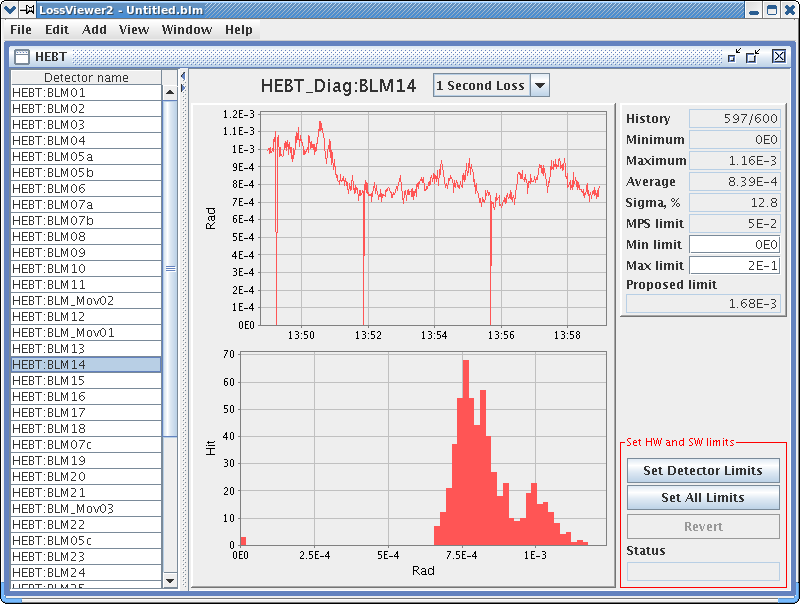 LossViewer2 - Untitled.blm
File Edit Add View Window Help
HEBT
Detector name
HEBT:BLM01
HEBT:BLM02
HEBT:BLM03
HEBT:BLM04
HEBT:BLM05a
HEBT:BLM05b
HEBT:BLM06
HEBT:BLM07a
HEBT:BLM07b
HEBT:BLM08
HEBT:BLM09
HEBT:BLM10
HEBT:BLM11
HEBT:BLM_Mov02
HEBT:BLM12
HEBT:BLM_Mov01
HEBT:BLM13
HEBT:BLM14
HEBT:BLM15
HEBT:BLM16
HEBT:BLM17
HEBT:BLM18
HEBT:BLM07c
HEBT:BLM19
HEBT:BLM20
HEBT:BLM21
HEBT:BLM_Mov03
HEBT:BLM22
HEBT:BLM05c
HEBT:BLM23
HEBT:BLM24
HEBT:BLM25
HEBT_Diag:BLM14 1 Second Loss
1.2E-3
1.1E-3
1E-3
9E-4
8E-4
7E-4
6E-4
5E-4
4E-4
3E-4
2E-4
1E-4
0E0
Rad
13:50 13:52 13:54 13:56 13:58
70
60
50
40
30
20
10
0
Hit
0E0 2.5E-4 5E-4 7.5E-4 1E-3
Rad
History 597/600
Minimum 0E0
Maximum 1.16E-3
Average 8.39E-4
Sigma, % 12.8
MPS limit 5E-2
Min limit 0E0
Max limit 2E-1
Proposed limit
1.68E-3
Set HW and SW limits
Set Detector Limits
Set All Limits
Revert
Status